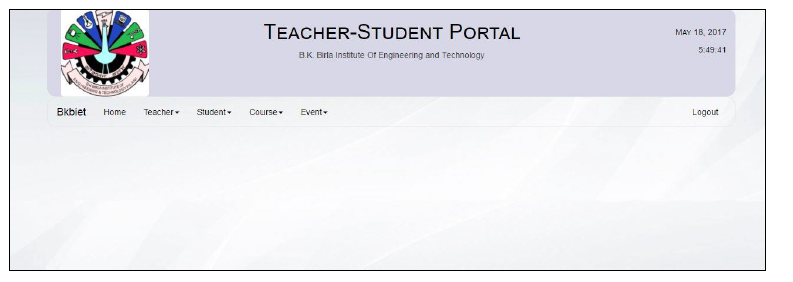 TEACHER-STUDENT PORTAL
B.K. Birla Institute Of Engineering and Technology
MAY 18, 2017
5:49:41
Bkbiet Home Teacher Student Course Event Logout